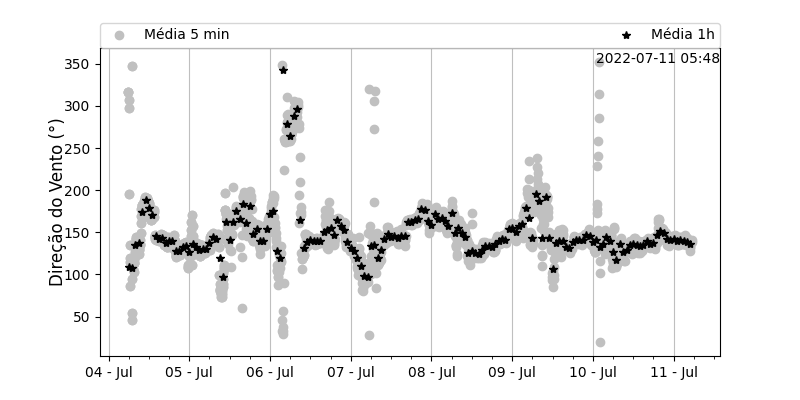 Média 5 min
Média 1h
2022-07-11 05:48
Direção do Vento (°)
350
300
250
200
150
100
50
04 - Jul
05 - Jul
06 - Jul
07 - Jul
08 - Jul
09 - Jul
10 - Jul
11 - Jul